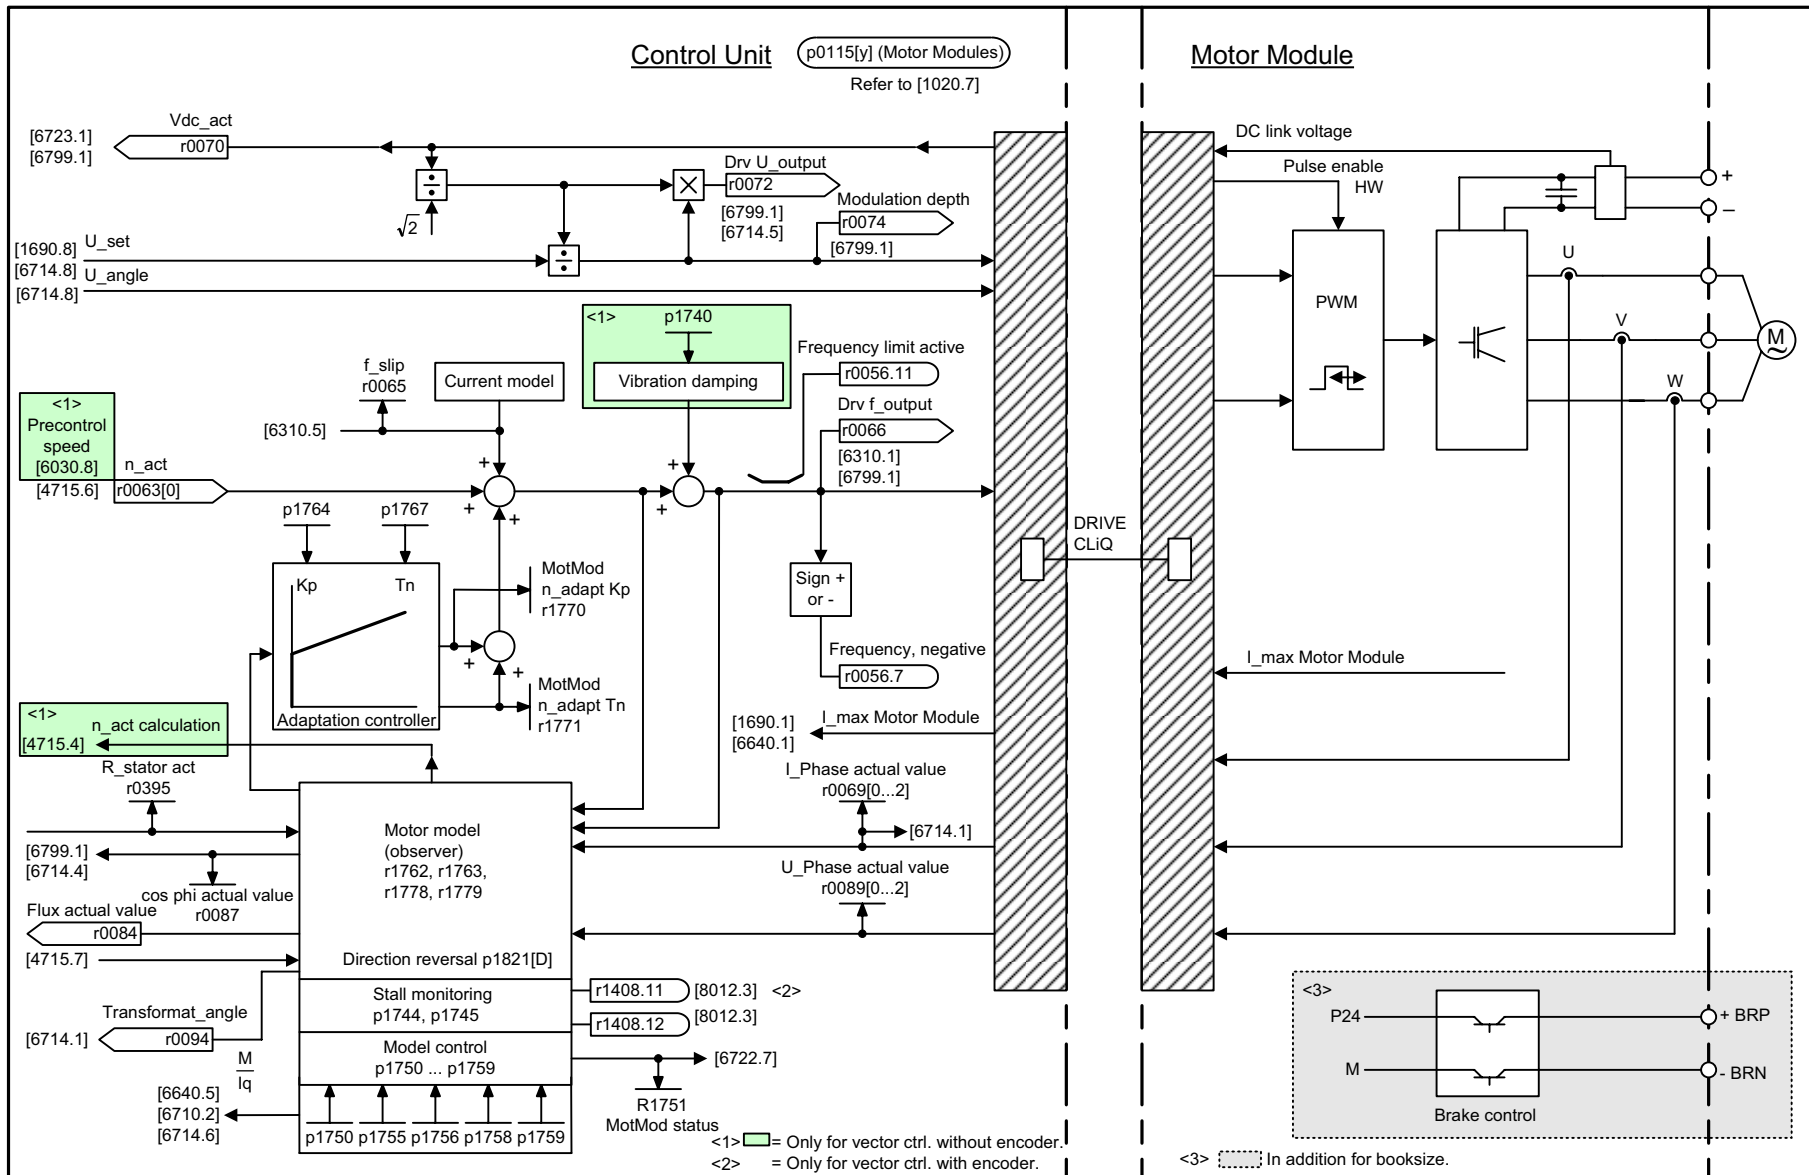 Control Unit
p0115[y] (Motor Modules)
Refer to [1020.7]
Motor Module
Vdc_act
[6723.1]
[6799.1]
r0070
Drv U_output
r0072
[6799.1]
[6714.5]
÷
√2
Modulation depth
r0074
[6799.1]
[1690.8]
[6714.8]
U_set
÷
U_angle
[6714.8]
DC link voltage
Pulse enable
HW
+
–
PWM
U
V
W
M
~
<1>
p1740
Vibration damping
f_slip
r0065
Current model
[6310.5]
Frequency limit active
r0056.11
Drv f_output
r0066
[6310.1]
[6799.1]
<1>
Precontrol
speed
[6030.8]
[4715.6]
n_act
r0063[0]
+
+
+
+
+
p1764
p1767
Kp
Tn
Adaptation controller
MotMod
n_adapt Kp
r1770
+
+
MotMod
n_adapt Tn
r1771
Sign +
or -
Frequency, negative
r0056.7
DRIVE
CLiQ
I_max Motor Module
[1690.1]
[6640.1]
I_max Motor Module
<1>
n_act calculation
[4715.4]
R_stator act
r0395
[6799.1]
[6714.4]
cos phi actual value
r0087
Flux actual value
r0084
[4715.7]
Transformat_angle
[6714.1]
r0094
M
Iq
[6640.5]
[6710.2]
[6714.6]
Motor model
(observer)
r1762, r1763,
r1778, r1779
Direction reversal p1821[D]
Stall monitoring
p1744, p1745
Model control
p1750 ... p1759
p1750
p1755
p1756
p1758
p1759
I_Phase actual value
r0069[0...2]
[6714.1]
U_Phase actual value
r0089[0...2]
r1408.11
[8012.3]
<2>
r1408.12
[8012.3]
[6722.7]
R1751
MotMod status
<1>
= Only for vector ctrl. without encoder.
<2>
= Only for vector ctrl. with encoder.
<3>
P24
M
+ BRP
- BRN
Brake control
<3>
In addition for booksize.